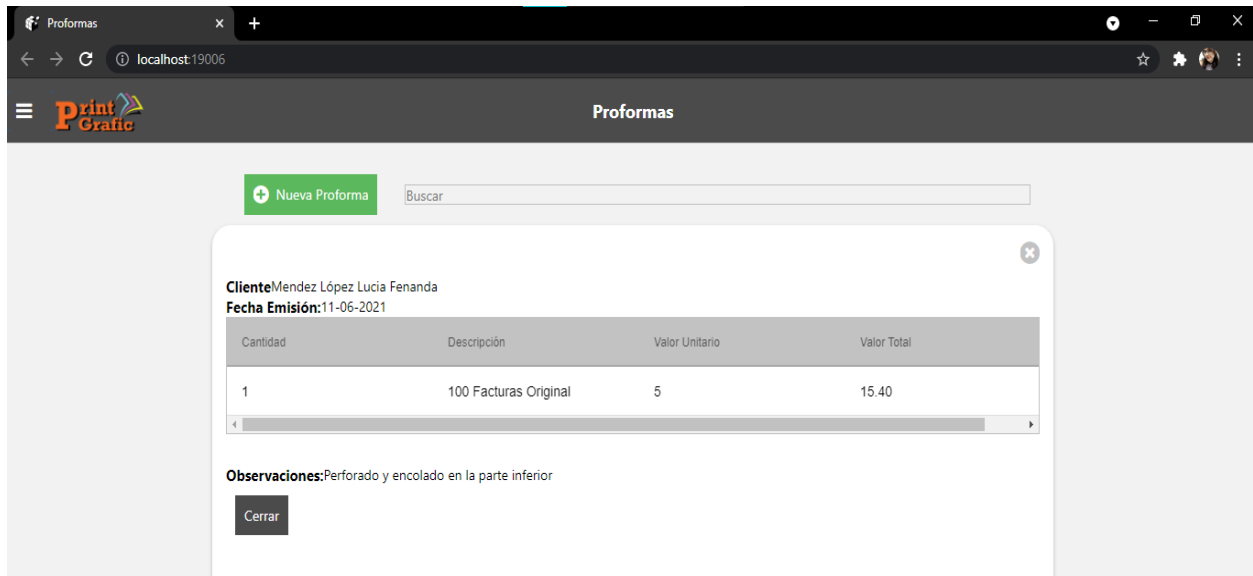 Proformas
localhost:19006
Print
Grafic
Proformas
Nueva Proforma
Buscar
ClienteMendez López Lucia Fenanda
Fecha Emisión:11-06-2021
Cantidad Descripción Valor Unitario Valor Total
1 100 Facturas Original 5 15.40
Observaciones:Perforado y encolado en la parte inferior
Cerrar